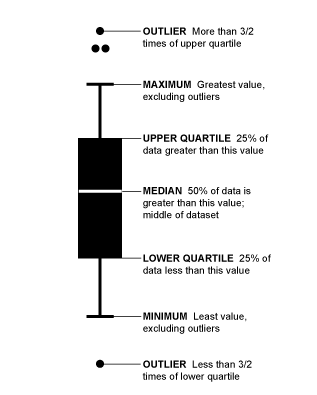 OUTLIER More than 3/2
times of upper quartile
MAXIMUM Greatest value,
excluding outliers
UPPER QUARTILE 25% of
data greater than this value
MEDIAN 50% of data is
greater than this value;
middle of dataset
LOWER QUARTILE 25% of
data less than this value
MINIMUM Least value,
excluding outliers
OUTLIER Less than 3/2
times of lower quartile